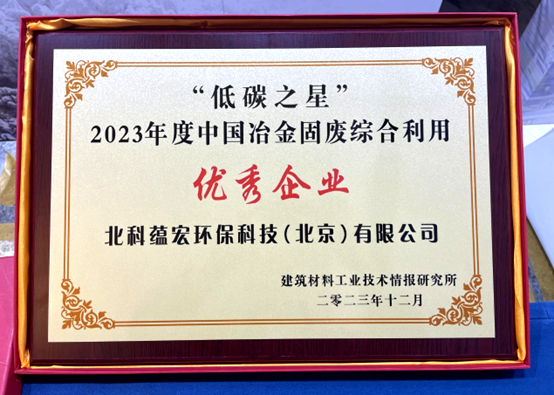 “低碳之星”
2023年度中国冶金固废综合利用
优秀企业
北科蕴宏环保科技（北京）有限公司
建筑材料工业技术情报研究所
二零二三年十二月